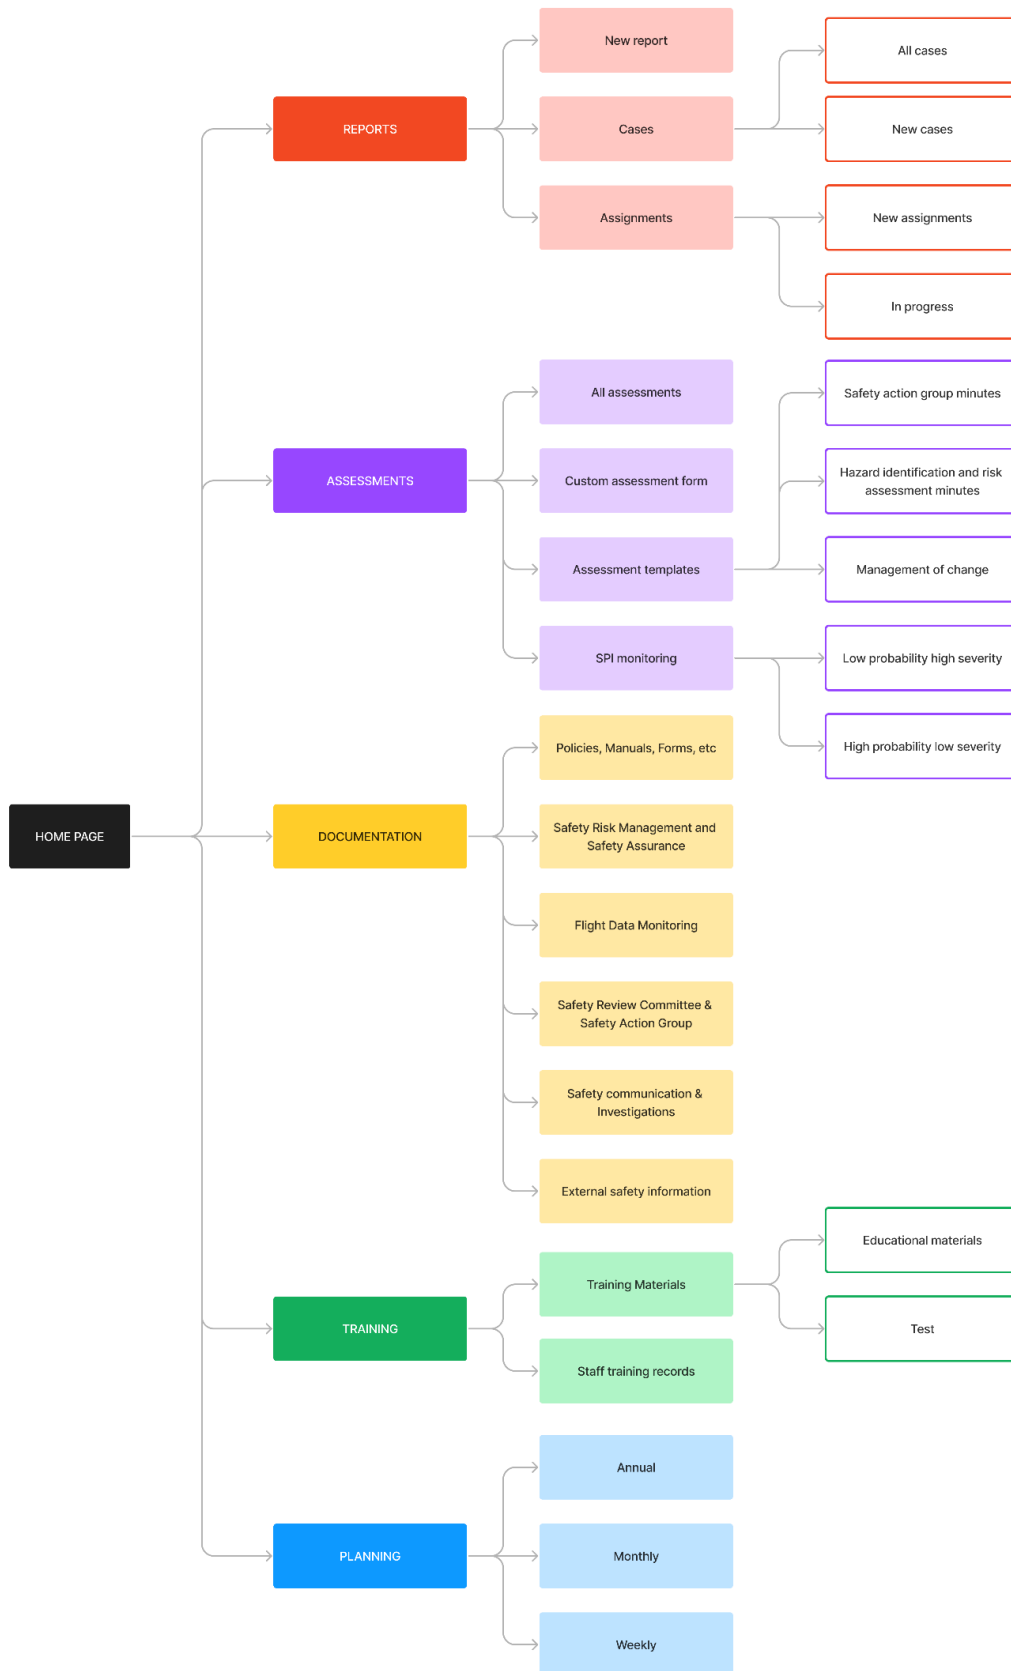 New report
All cases
REPORTS
Cases
New cases
Assignments
New assignments
In progress
All assessments
Safety action group minutes
ASSESSMENTS
Custom assessment form
Hazard identification and risk
assessment minutes
Assessment templates
Management of change
SPI monitoring
Low probability high severity
High probability low severity
Policies, Manuals, Forms, etc
HOME PAGE
DOCUMENTATION
Safety Risk Management and
Safety Assurance
Flight Data Monitoring
Safety Review Committee &
Safety Action Group
Safety communication &
Investigations
External safety information
Educational materials
Training Materials
TRAINING
Test
Staff training records
Annual
PLANNING
Monthly
Weekly